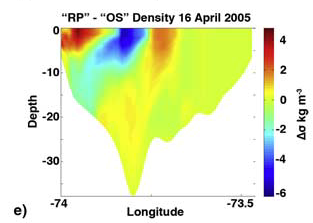 "RP" - "OS" Density 16 April 2005
0
-10
-20
-30
Depth
-74
-73.5
Longitude
4
2
0
-2
-4
-6
Δσ kg m⁻³
e)